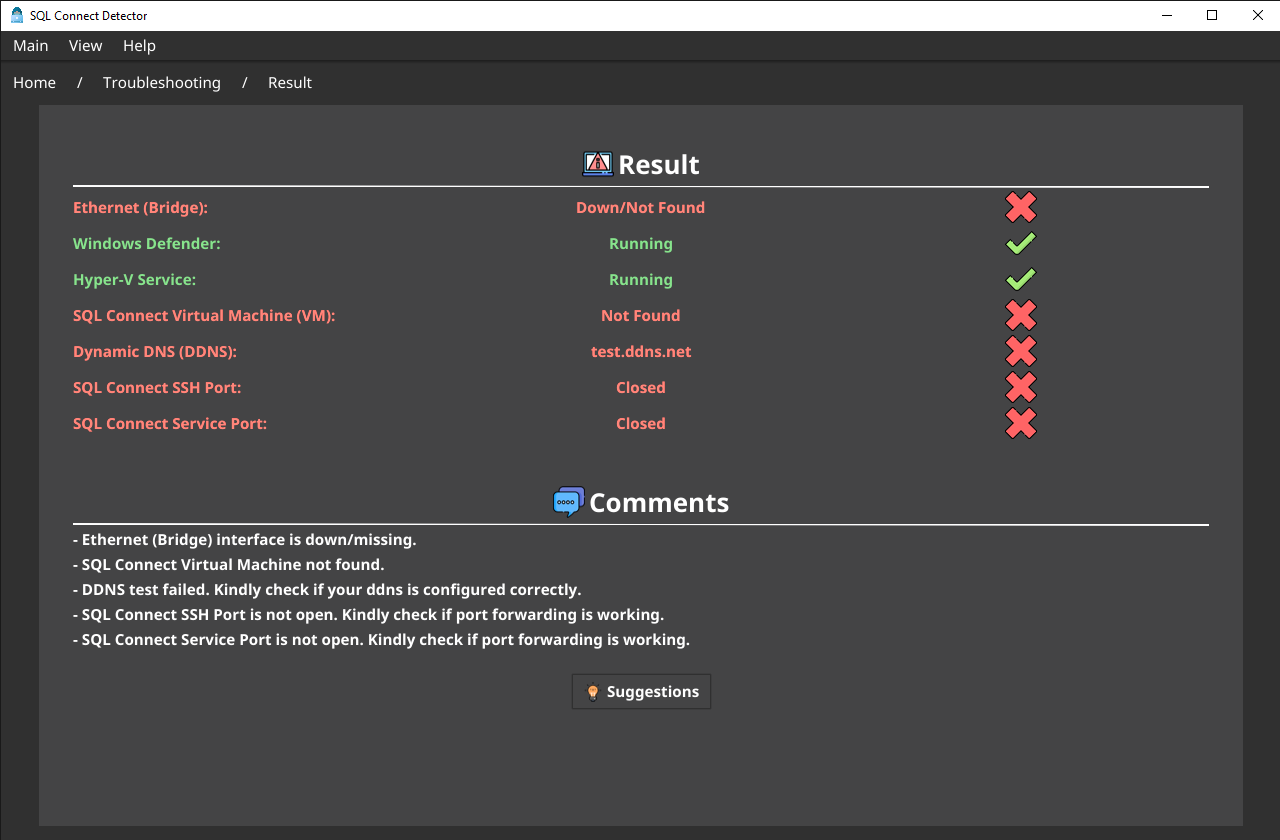 SQL Connect Detector
Main View Help
Home / Troubleshooting / Result
Result
Ethernet (Bridge): Down/Not Found
Windows Defender: Running
Hyper-V Service: Running
SQL Connect Virtual Machine (VM): Not Found
Dynamic DNS (DDNS): test.ddns.net
SQL Connect SSH Port: Closed
SQL Connect Service Port: Closed
Comments
- Ethernet (Bridge) interface is down/missing.
- SQL Connect Virtual Machine not found.
- DDNS test failed. Kindly check if your ddns is configured correctly.
- SQL Connect SSH Port is not open. Kindly check if port forwarding is working.
- SQL Connect Service Port is not open. Kindly check if port forwarding is working.
Suggestions